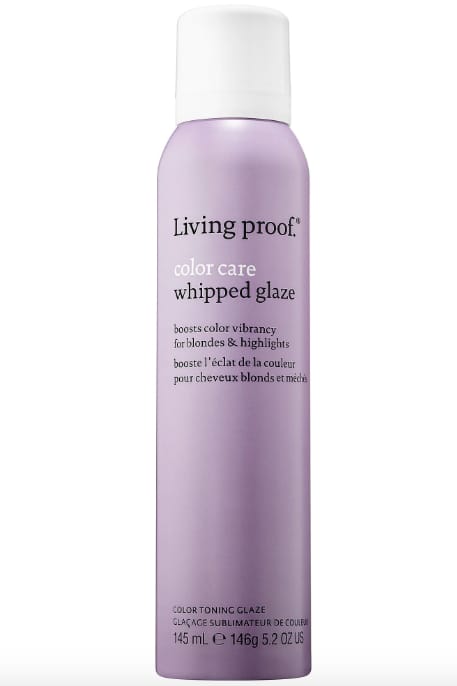 Living proof.®
color care
whipped glaze
boosts color vibrancy
for blondes & highlights
booste l'éclat de la couleur
pour cheveux blonds et méchés
COLOR TONING GLAZE
GLAÇAGE SUBLIMATEUR DE COULEUR
145 mL ℮ 146g 5.2 OZ US